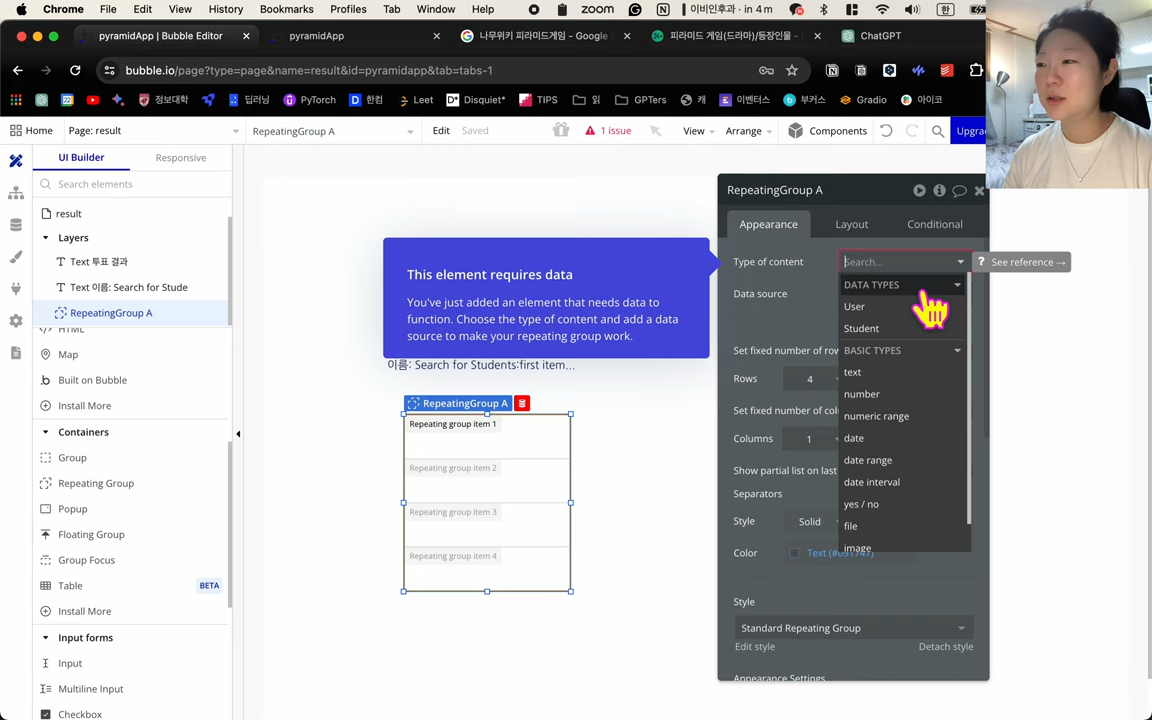 Chrome File Edit View History Bookmarks Profiles Tab Window Help zoom 이비인후과 · in 4 m 한
pyramidApp | Bubble Editor pyramidApp 나무위키 피라미드게임 - Google 피라미드 게임(드라마)/등장인물 - ChatGPT
bubble.io/page?type=page&name=result&id=pyramidapp&tab=tabs-1
정보대학 딥러닝 PyTorch 한컴 Leet Disquiet* TIPS 읽 GPTers 캐 이벤터스 부커스 Gradio 아이코
Home Page: result RepeatingGroup A Edit Saved 1 issue View Arrange Components Upgra
UI Builder Responsive
Search elements
result
Layers
Text 투표 결과
Text 이름: Search for Stude
RepeatingGroup A
HTML
Map
Built on Bubble
Install More
Containers
Group
Repeating Group
Popup
Floating Group
Group Focus
Table BETA
Install More
Input forms
Input
Multiline Input
Checkbox
This element requires data
You've just added an element that needs data to
function. Choose the type of content and add a data
source to make your repeating group work.
이름: Search for Students:first item...
RepeatingGroup A
Repeating group item 1
Repeating group item 2
Repeating group item 3
Repeating group item 4
RepeatingGroup A
Appearance Layout Conditional
Type of content Search... ? See reference →
Data source
Set fixed number of row
Rows 4
Set fixed number of col
Columns 1
Show partial list on last
Separators
Style Solid
Color Text (#091747)
Style
Standard Repeating Group
Edit style Detach style
Appearance Settings
DATA TYPES
User
Student
BASIC TYPES
text
number
numeric range
date
date range
date interval
yes / no
file
image